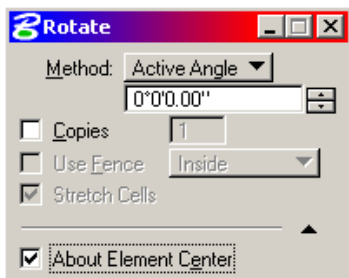 Rotate
Method: Active Angle
0°0'0.00"
Copies 1
Use Fence Inside
Stretch Cells
About Element Center